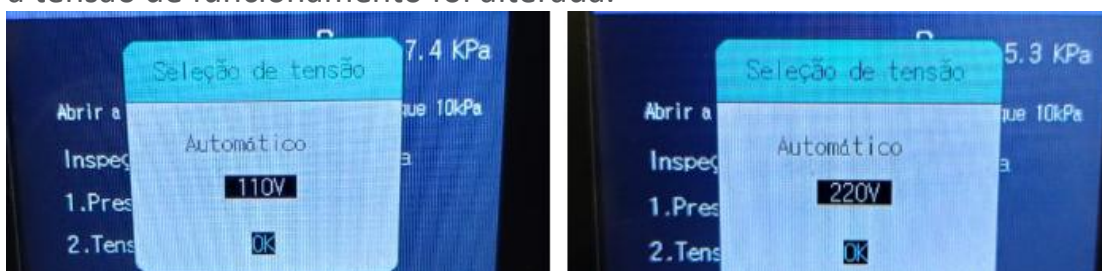 a tensão de funcionamento foi alterada.
7.4 KPa
Seleção de tensão
Abrir a
que 10kPa
Automático
Inspeç
a
110V
1.Pres
2.Tens
OK
5.3 KPa
Seleção de tensão
Abrir a
que 10kPa
Automático
Inspeç
a
220V
1.Pres
2.Tens
OK